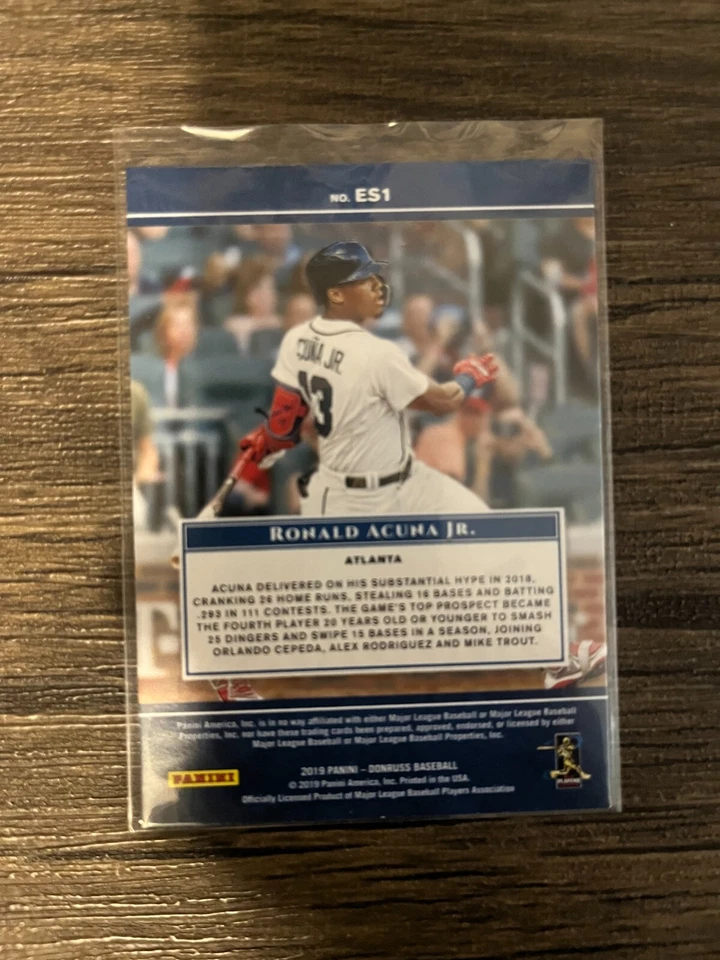 NO. ES1
CUÑA JR.
13
RONALD ACUNA JR.
ATLANTA
ACUNA DELIVERED ON HIS SUBSTANTIAL HYPE IN 2018,
CRANKING 26 HOME RUNS, STEALING 16 BASES AND BATTING
.293 IN 111 CONTESTS. THE GAME'S TOP PROSPECT BECAME
THE FOURTH PLAYER 20 YEARS OLD OR YOUNGER TO SMASH
25 DINGERS AND SWIPE 15 BASES IN A SEASON, JOINING
ORLANDO CEPEDA, ALEX RODRIGUEZ AND MIKE TROUT.
Panini America, Inc. is in no way affiliated with either Major League Baseball or Major League Baseball
Properties, Inc. nor have these trading cards been prepared, approved, endorsed, or licensed by either
Major League Baseball or Major League Baseball Properties, Inc.
PANINI
2019 PANINI – DONRUSS BASEBALL
© 2019 Panini America, Inc. Printed in the USA.
Officially Licensed Product of Major League Baseball Players Association
PLAYERS